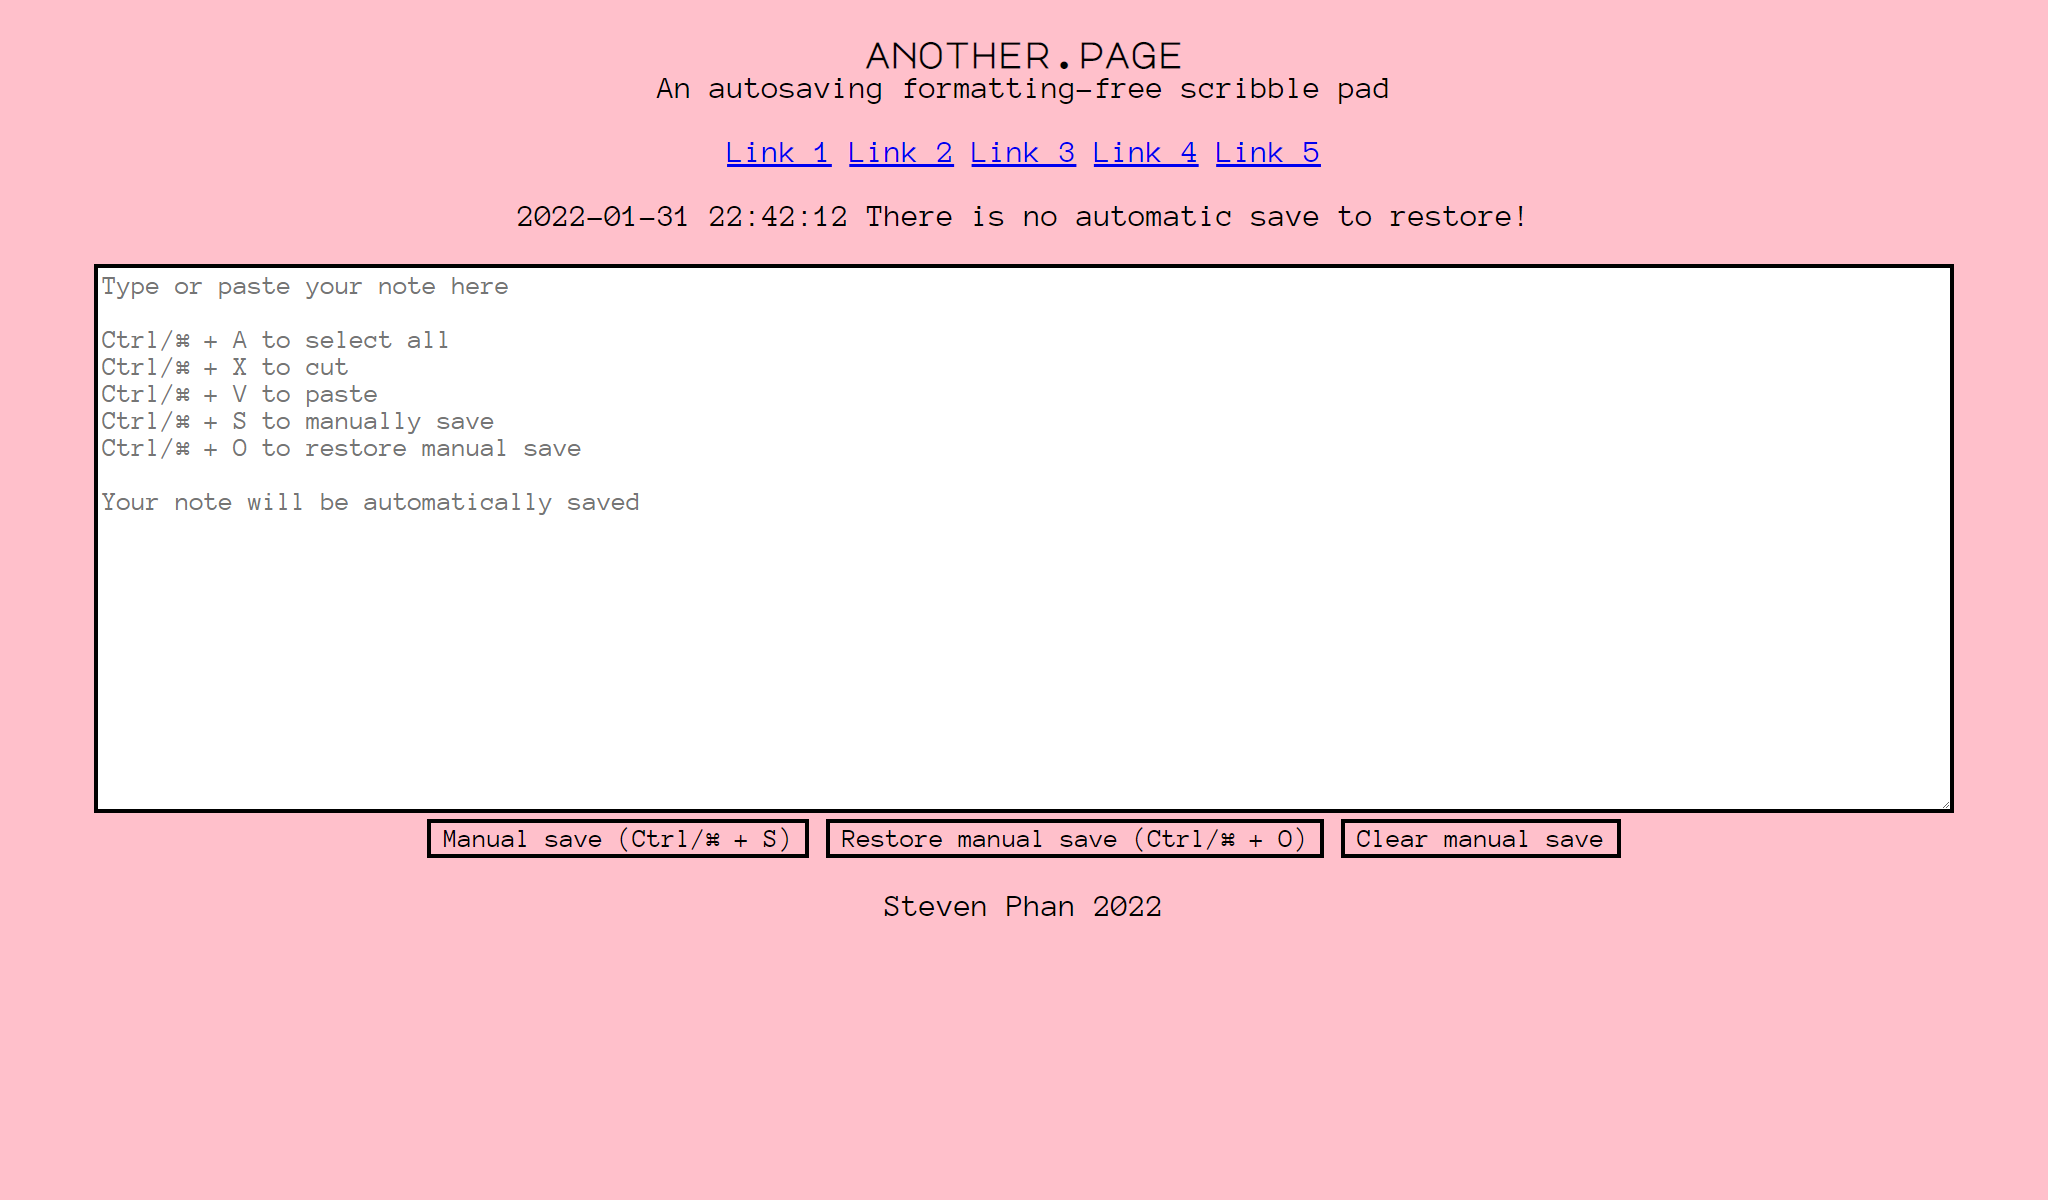 ANOTHER.PAGE
An autosaving formatting-free scribble pad
Link 1 Link 2 Link 3 Link 4 Link 5
2022-01-31 22:42:12 There is no automatic save to restore!
Type or paste your note here
Ctrl/⌘ + A to select all
Ctrl/⌘ + X to cut
Ctrl/⌘ + V to paste
Ctrl/⌘ + S to manually save
Ctrl/⌘ + O to restore manual save
Your note will be automatically saved
Manual save (Ctrl/⌘ + S) Restore manual save (Ctrl/⌘ + O) Clear manual save
Steven Phan 2022